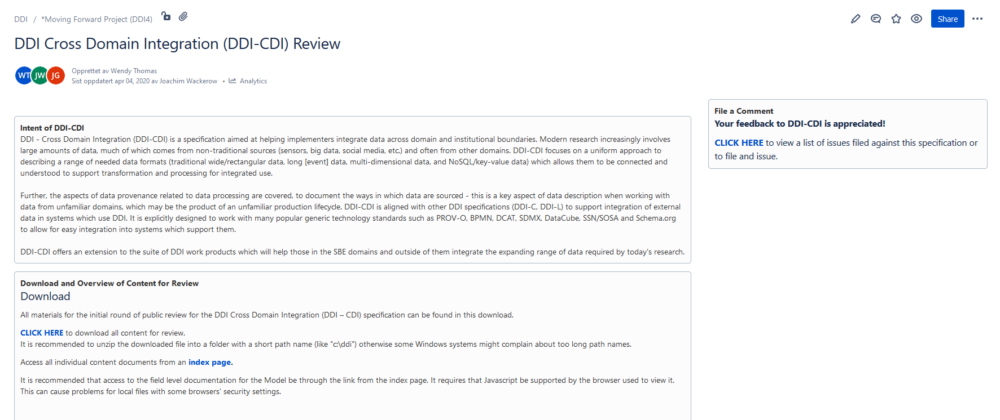 DDI / *Moving Forward Project (DDI4)
Share
DDI Cross Domain Integration (DDI-CDI) Review
WT JW JG
Opprettet av Wendy Thomas
Sist oppdatert apr 04, 2020 av Joachim Wackerow • Analytics
Intent of DDI-CDI
DDI - Cross Domain Integration (DDI-CDI) is a specification aimed at helping implementers integrate data across domain and institutional boundaries. Modern research increasingly involves
large amounts of data, much of which comes from non-traditional sources (sensors, big data, social media, etc.) and often from other domains. DDI-CDI focuses on a uniform approach to
describing a range of needed data formats (traditional wide/rectangular data, long [event] data, multi-dimensional data, and NoSQL/key-value data) which allows them to be connected and
understood to support transformation and processing for integrated use.
Further, the aspects of data provenance related to data processing are covered, to document the ways in which data are sourced - this is a key aspect of data description when working with
data from unfamiliar domains, which may be the product of an unfamiliar production lifecycle. DDI-CDI is aligned with other DDI specifications (DDI-C, DDI-L) to support integration of external
data in systems which use DDI. It is explicitly designed to work with many popular generic technology standards such as PROV-O, BPMN, DCAT, SDMX, DataCube, SSN/SOSA and Schema.org
to allow for easy integration into systems which support them.
DDI-CDI offers an extension to the suite of DDI work products which will help those in the SBE domains and outside of them integrate the expanding range of data required by today's research.
File a Comment
Your feedback to DDI-CDI is appreciated!
CLICK HERE to view a list of issues filed against this specification or
to file and issue.
Download and Overview of Content for Review
Download
All materials for the initial round of public review for the DDI Cross Domain Integration (DDI – CDI) specification can be found in this download.
CLICK HERE to download all content for review.
It is recommended to unzip the downloaded file into a folder with a short path name (like "c:\ddi") otherwise some Windows systems might complain about too long path names.
Access all individual content documents from an index page.
It is recommended that access to the field level documentation for the Model be through the link from the index page. It requires that Javascript be supported by the browser used to view it.
This can cause problems for local files with some browsers' security settings.